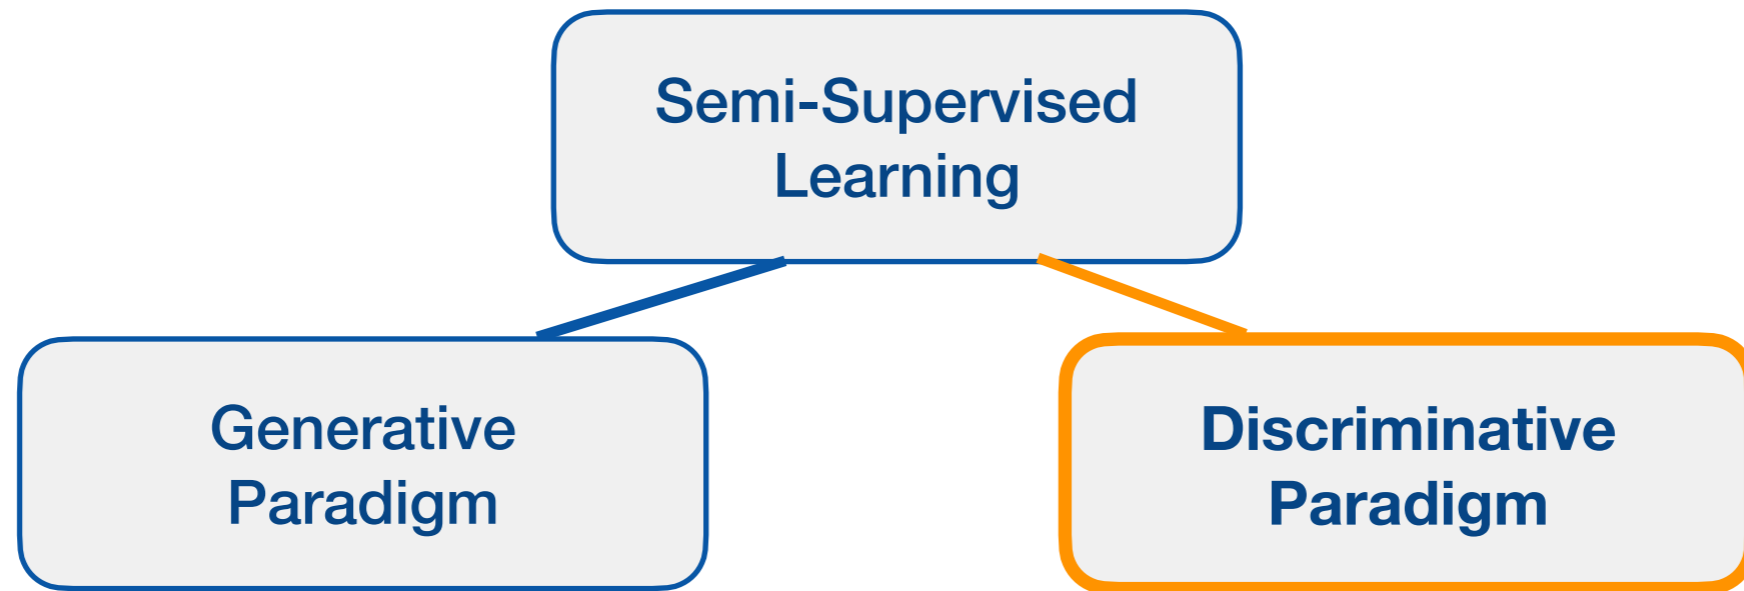 Semi-Supervised
Learning
Generative
Paradigm
Discriminative
Paradigm